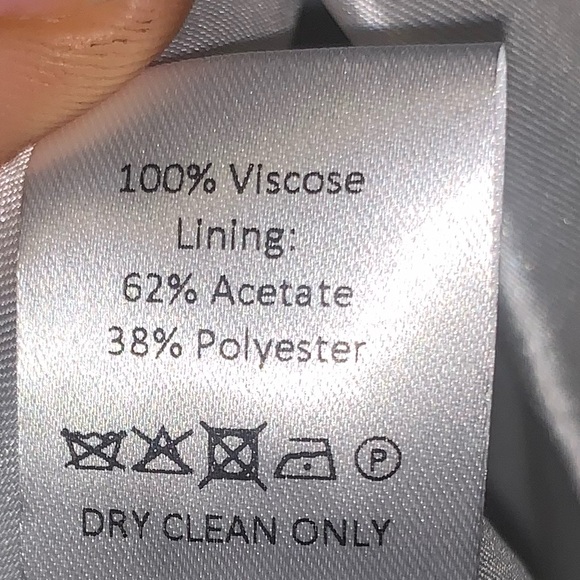 100% Viscose
Lining:
62% Acetate
38% Polyester
P
DRY CLEAN ONLY